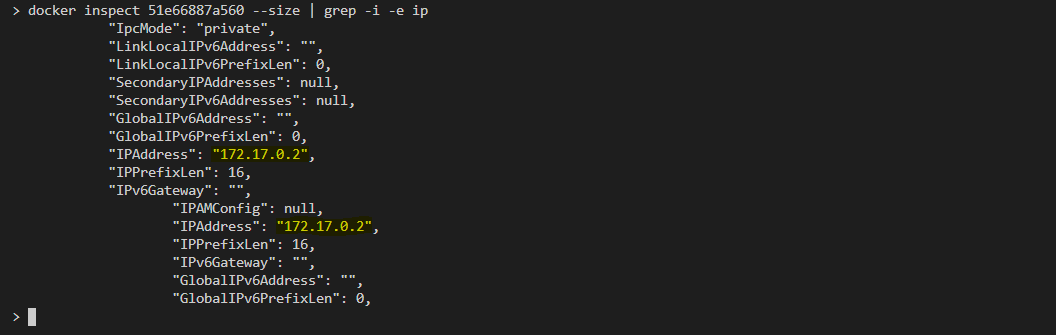 > docker inspect 51e66887a560 --size | grep -i -e ip
"IpcMode": "private",
"LinkLocalIPv6Address": "",
"LinkLocalIPv6PrefixLen": 0,
"SecondaryIPAddresses": null,
"SecondaryIPv6Addresses": null,
"GlobalIPv6Address": "",
"GlobalIPv6PrefixLen": 0,
"IPAddress": "172.17.0.2",
"IPPrefixLen": 16,
"IPv6Gateway": "",
"IPAMConfig": null,
"IPAddress": "172.17.0.2",
"IPPrefixLen": 16,
"IPv6Gateway": "",
"GlobalIPv6Address": "",
"GlobalIPv6PrefixLen": 0,
>